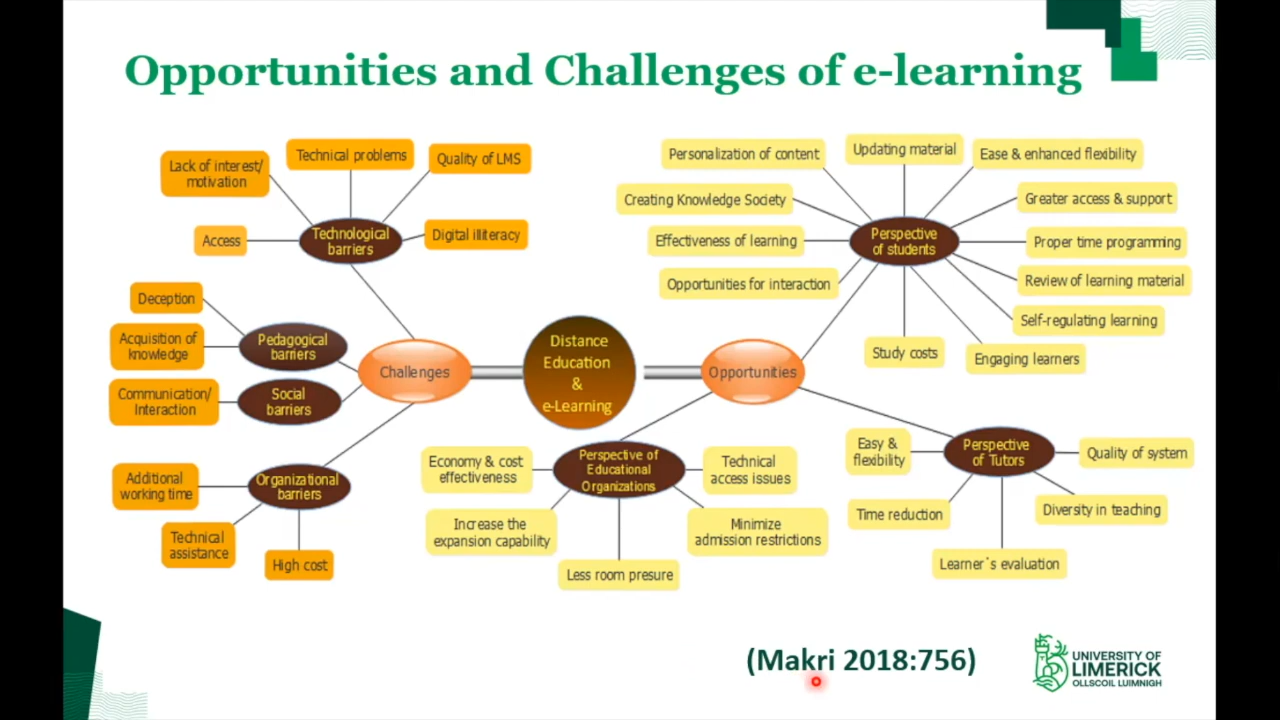 Opportunities and Challenges of e-learning
Lack of interest/
motivation
Technical problems
Quality of LMS
Access
Technological
barriers
Digital illiteracy
Deception
Acquisition of
knowledge
Pedagogical
barriers
Communication/
Interaction
Social
barriers
Challenges
Additional
working time
Organizational
barriers
Technical
assistance
High cost
Distance
Education
&
e-Learning
Opportunities
Personalization of content
Updating material
Ease & enhanced flexibility
Creating Knowledge Society
Greater access & support
Effectiveness of learning
Perspective
of students
Proper time programming
Opportunities for interaction
Review of learning material
Self-regulating learning
Study costs
Engaging learners
Economy & cost
effectiveness
Perspective of
Educational
Organizations
Technical
access issues
Increase the
expansion capability
Minimize
admission restrictions
Less room presure
Easy &
flexibility
Perspective
of Tutors
Quality of system
Time reduction
Diversity in teaching
Learner`s evaluation
(Makri 2018:756)
UNIVERSITY OF
LIMERICK
OLLSCOIL LUIMNIGH